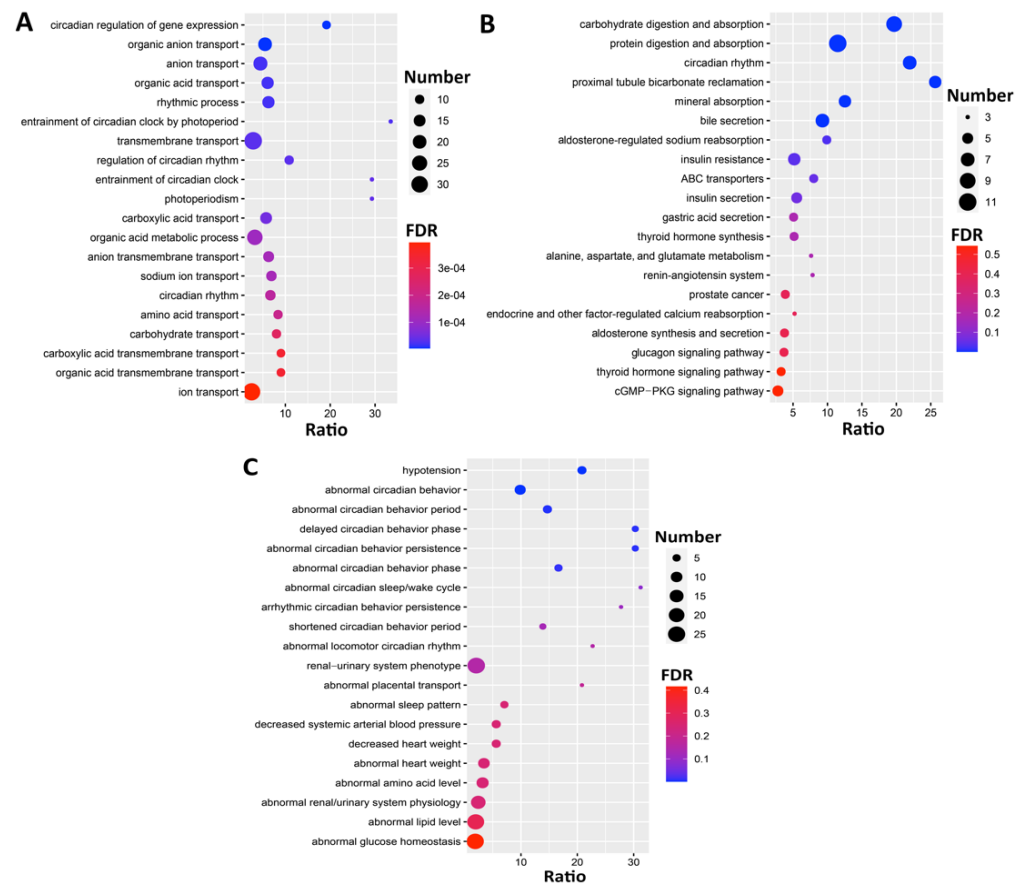 A
circadian regulation of gene expression
organic anion transport
anion transport
organic acid transport
rhythmic process
entrainment of circadian clock by photoperiod
transmembrane transport
regulation of circadian rhythm
entrainment of circadian clock
photoperiodism
carboxylic acid transport
organic acid metabolic process
anion transmembrane transport
sodium ion transport
circadian rhythm
amino acid transport
carbohydrate transport
carboxylic acid transmembrane transport
organic acid transmembrane transport
ion transport
10 20 30
Ratio
Number
10
15
20
25
30
FDR
3e-04
2e-04
1e-04
B
carbohydrate digestion and absorption
protein digestion and absorption
circadian rhythm
proximal tubule bicarbonate reclamation
mineral absorption
bile secretion
aldosterone-regulated sodium reabsorption
insulin resistance
ABC transporters
insulin secretion
gastric acid secretion
thyroid hormone synthesis
alanine, aspartate, and glutamate metabolism
renin-angiotensin system
prostate cancer
endocrine and other factor-regulated calcium reabsorption
aldosterone synthesis and secretion
glucagon signaling pathway
thyroid hormone signaling pathway
cGMP−PKG signaling pathway
5 10 15 20 25
Ratio
Number
3
5
7
9
11
FDR
0.5
0.4
0.3
0.2
0.1
C
hypotension
abnormal circadian behavior
abnormal circadian behavior period
delayed circadian behavior phase
abnormal circadian behavior persistence
abnormal circadian behavior phase
abnormal circadian sleep/wake cycle
arrhythmic circadian behavior persistence
shortened circadian behavior period
abnormal locomotor circadian rhythm
renal−urinary system phenotype
abnormal placental transport
abnormal sleep pattern
decreased systemic arterial blood pressure
decreased heart weight
abnormal heart weight
abnormal amino acid level
abnormal renal/urinary system physiology
abnormal lipid level
abnormal glucose homeostasis
10 20 30
Ratio
Number
5
10
15
20
25
FDR
0.4
0.3
0.2
0.1